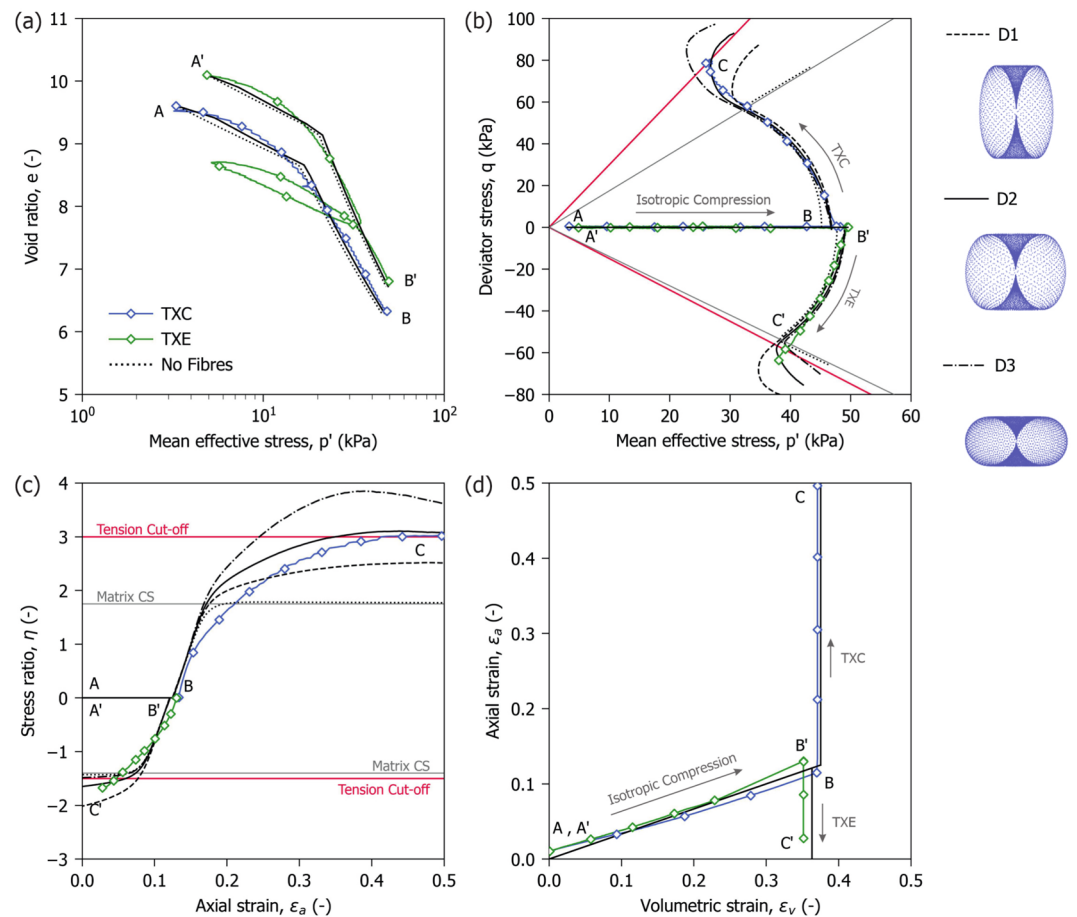 (a)
11
10
9
8
7
6
5
Void ratio, e (-)
A'
A
B'
B
TXC
TXE
No Fibres
10⁰
10¹
10²
Mean effective stress, p' (kPa)
(b)
100
80
60
40
20
0
−20
−40
−60
−80
Deviator stress, q (kPa)
C
TXC
Isotropic Compression
A
B
A'
B'
TXE
C'
0
10
20
30
40
50
60
Mean effective stress, p' (kPa)
D1
D2
D3
(c)
4
3
2
1
0
−1
−2
−3
Stress ratio, η (-)
Tension Cut-off
C
Matrix CS
A
B
A'
B'
Matrix CS
Tension Cut-off
C'
0.0
0.1
0.2
0.3
0.4
0.5
Axial strain, εa (-)
(d)
0.5
0.4
0.3
0.2
0.1
0.0
Axial strain, εa (-)
C
TXC
B'
Isotropic Compression
B
A , A'
TXE
C'
0.0
0.1
0.2
0.3
0.4
0.5
Volumetric strain, εv (-)